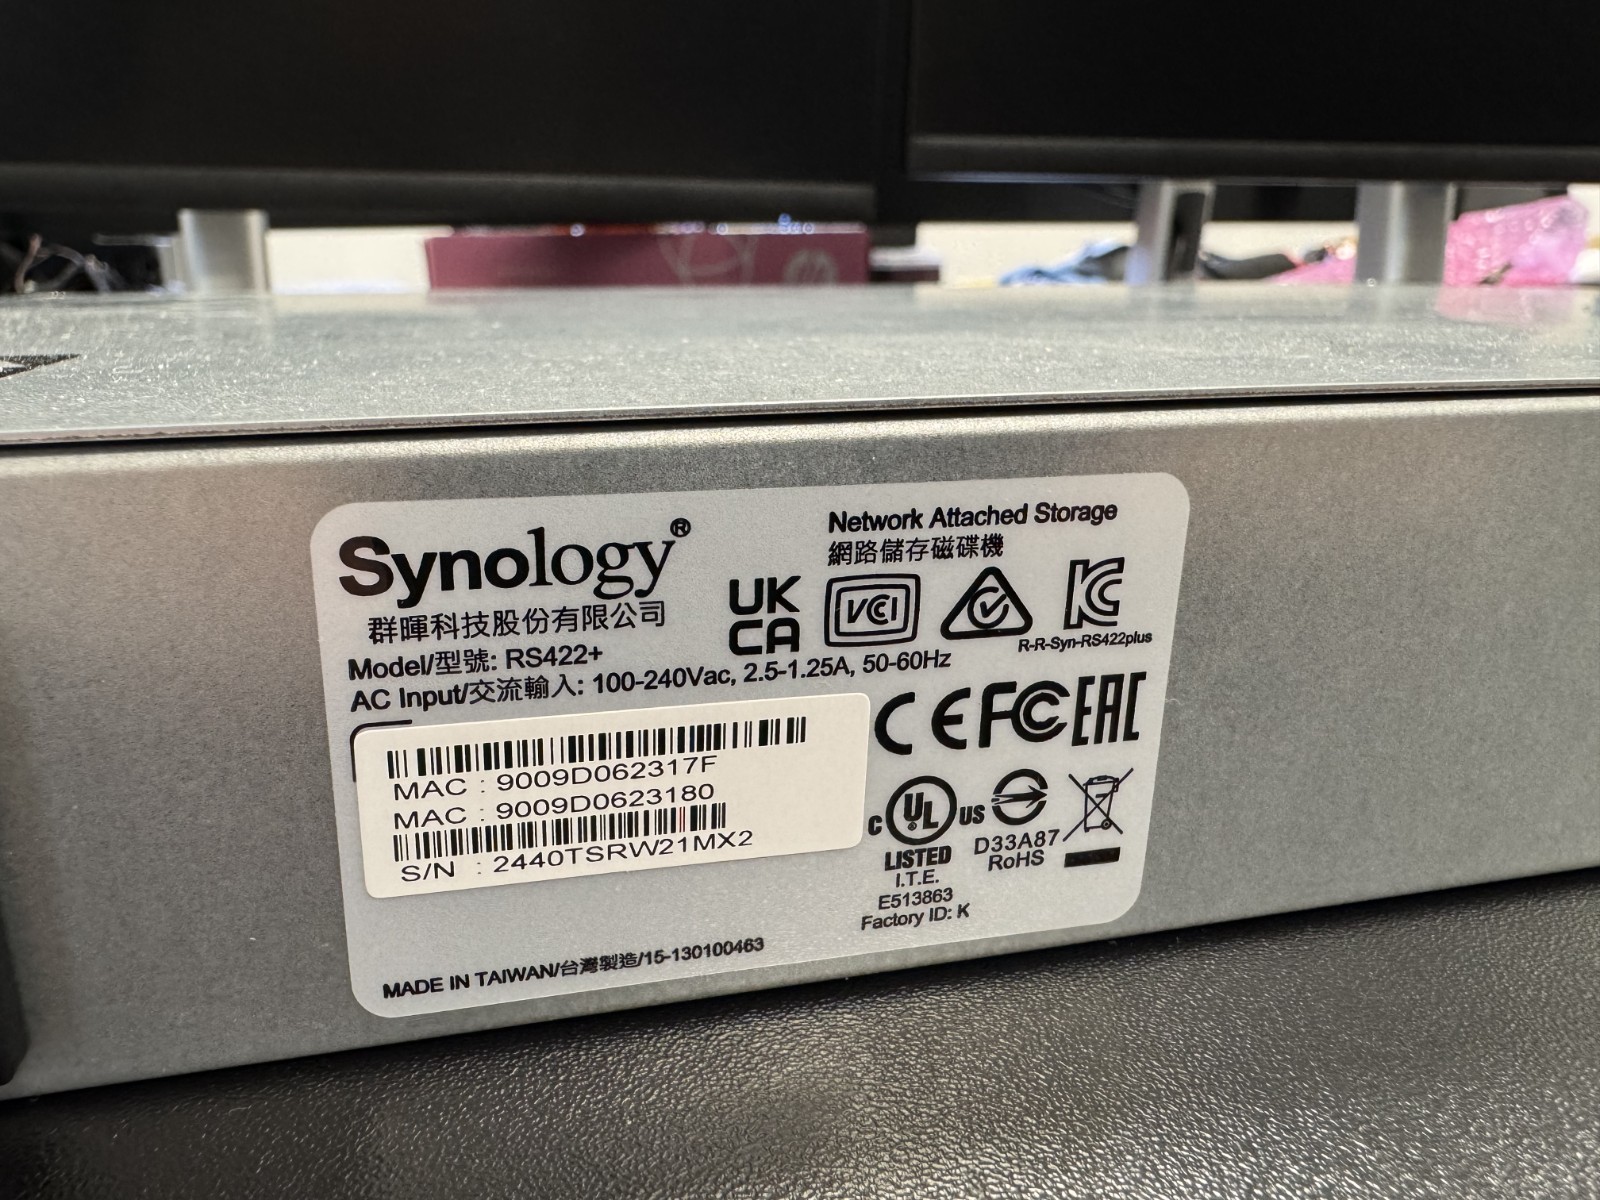 Synology®
群暉科技股份有限公司
Network Attached Storage
網路儲存磁碟機
UK
CA
VCI
KC
R-R-Syn-RS422plus
Model/型號: RS422+
AC Input/交流輸入: 100-240Vac, 2.5-1.25A, 50-60Hz
CE FC EAC
MAC : 9009D062317F
MAC : 9009D0623180
S/N : 2440TSRW21MX2
C UL US
LISTED
I.T.E.
E513863
Factory ID: K
D33A87
RoHS
MADE IN TAIWAN/台灣製造/15-130100463
hp